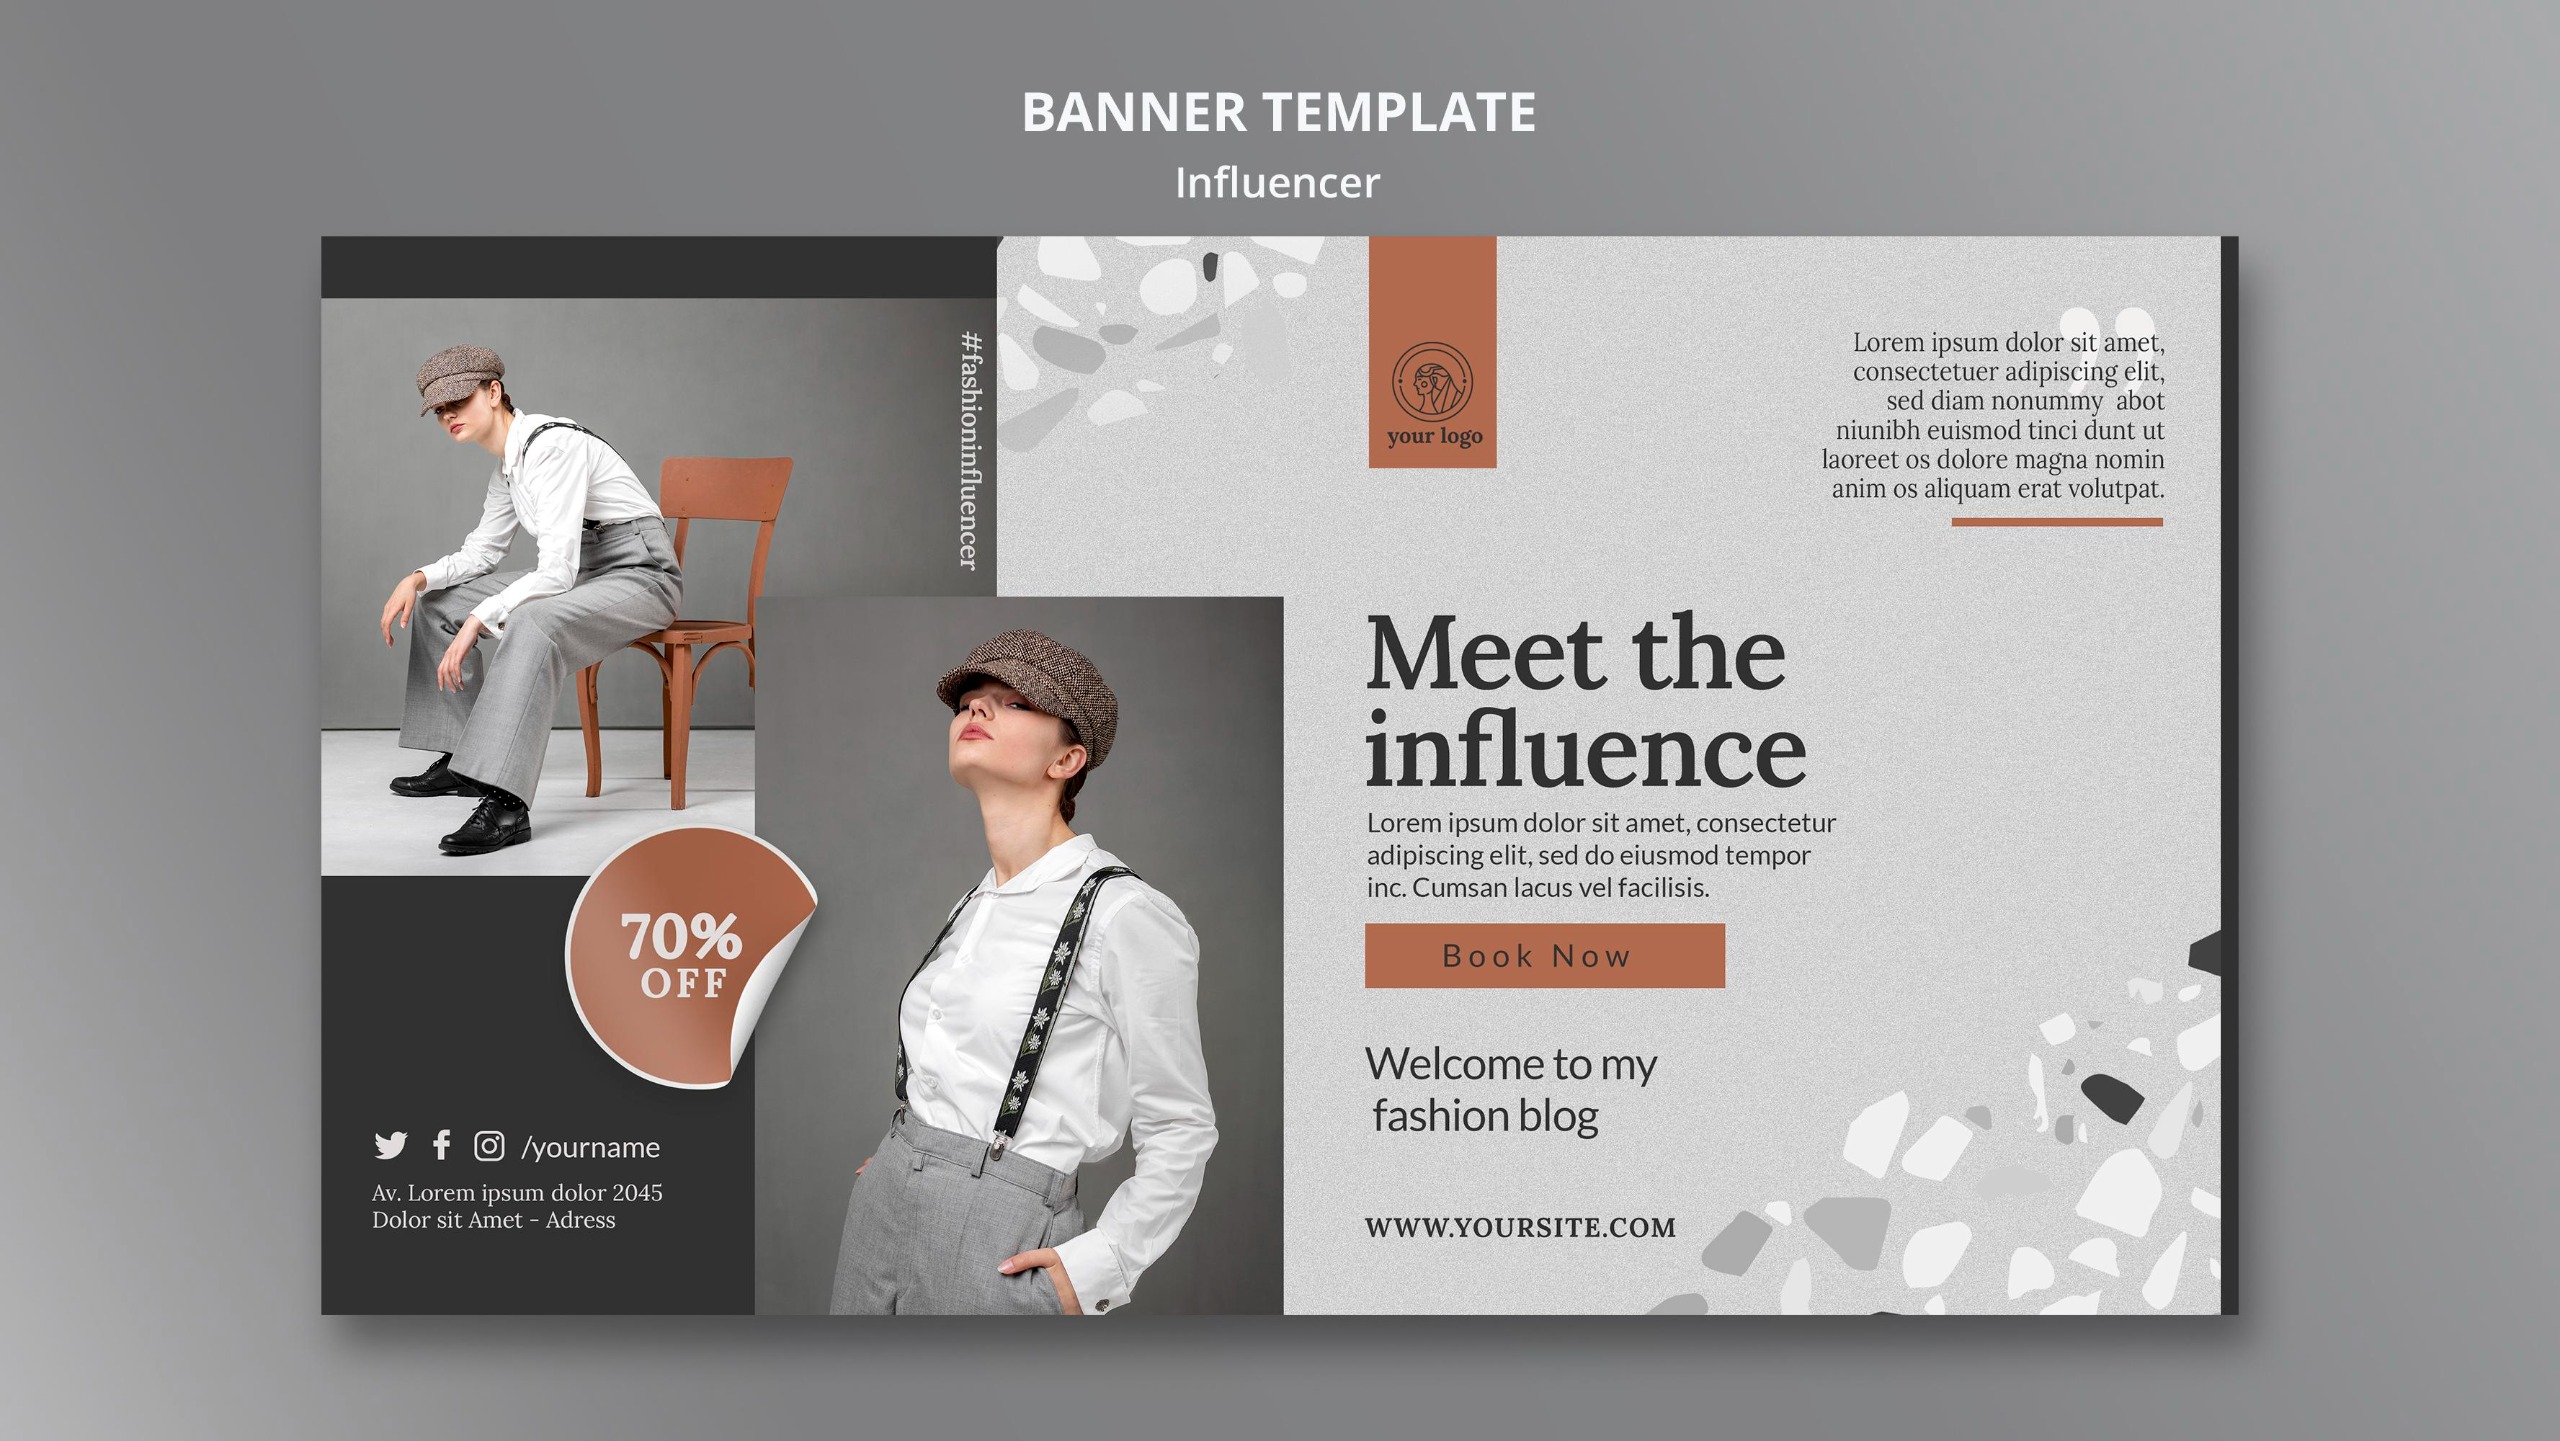 BANNER TEMPLATE
Influencer
#fashioninfluencer
your logo
Lorem ipsum dolor sit amet,
consectetuer adipiscing elit,
sed diam nonummy  abot
niunibh euismod tinci dunt ut
laoreet os dolore magna nomin
anim os aliquam erat volutpat.
Meet the
influence
Lorem ipsum dolor sit amet, consectetur
adipiscing elit, sed do eiusmod tempor
inc. Cumsan lacus vel facilisis.
Book Now
Welcome to my
fashion blog
WWW.YOURSITE.COM
70%
OFF
/yourname
Av. Lorem ipsum dolor 2045
Dolor sit Amet - Adress